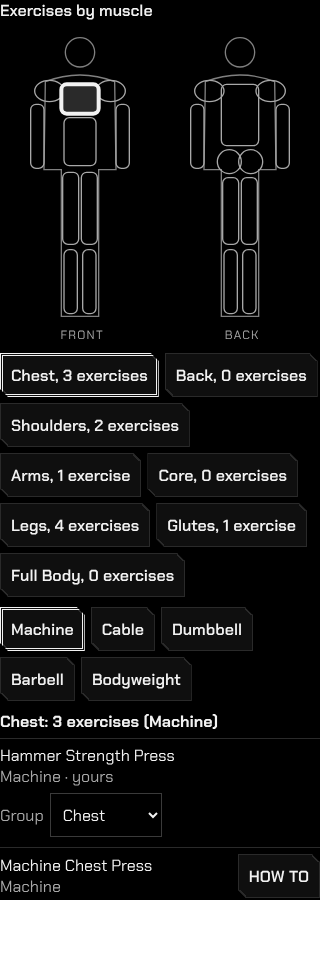 Exercises by muscle
FRONT
BACK
Chest, 3 exercises
Back, 0 exercises
Shoulders, 2 exercises
Arms, 1 exercise
Core, 0 exercises
Legs, 4 exercises
Glutes, 1 exercise
Full Body, 0 exercises
Machine
Cable
Dumbbell
Barbell
Bodyweight
Chest: 3 exercises (Machine)
Hammer Strength Press
Machine · yours
Group
Chest
Machine Chest Press
Machine
HOW TO